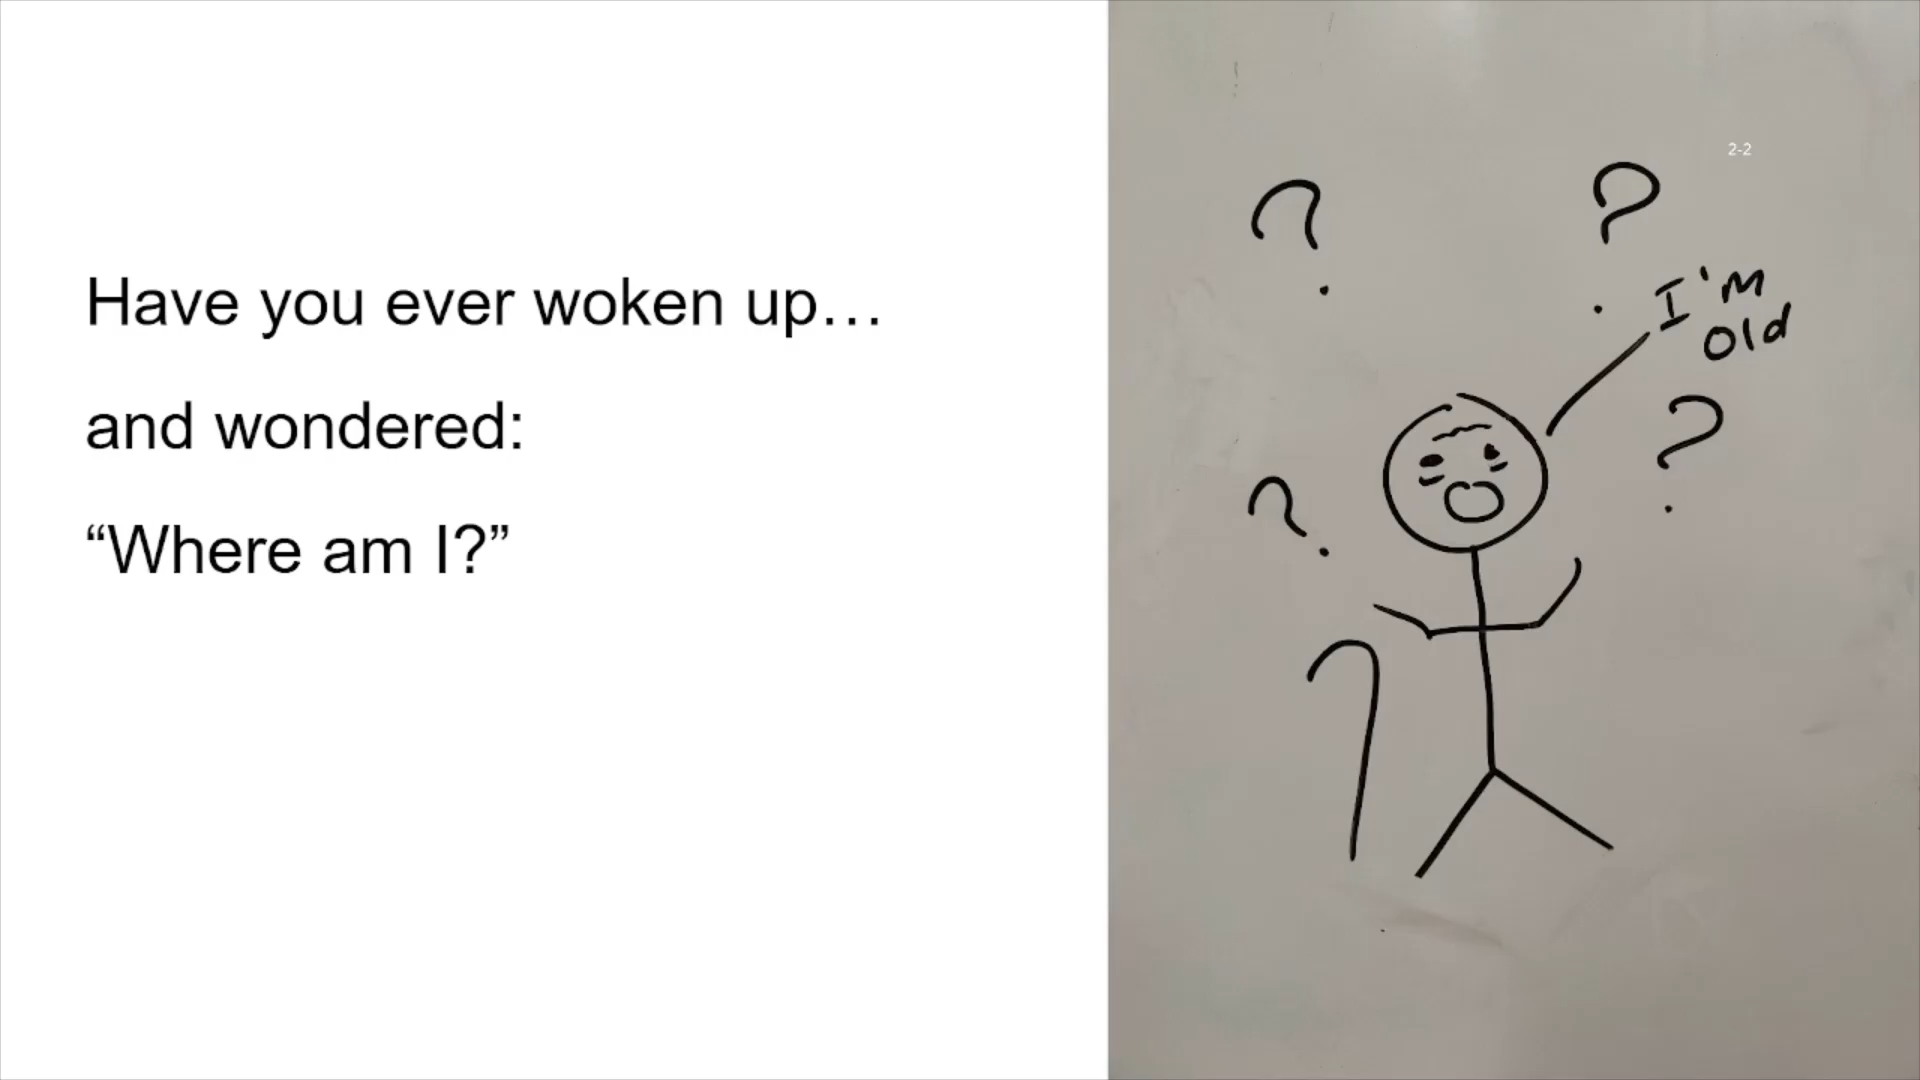 Have you ever woken up…
and wondered:
“Where am I?”
2-2
?
?
I'm
old
?
?